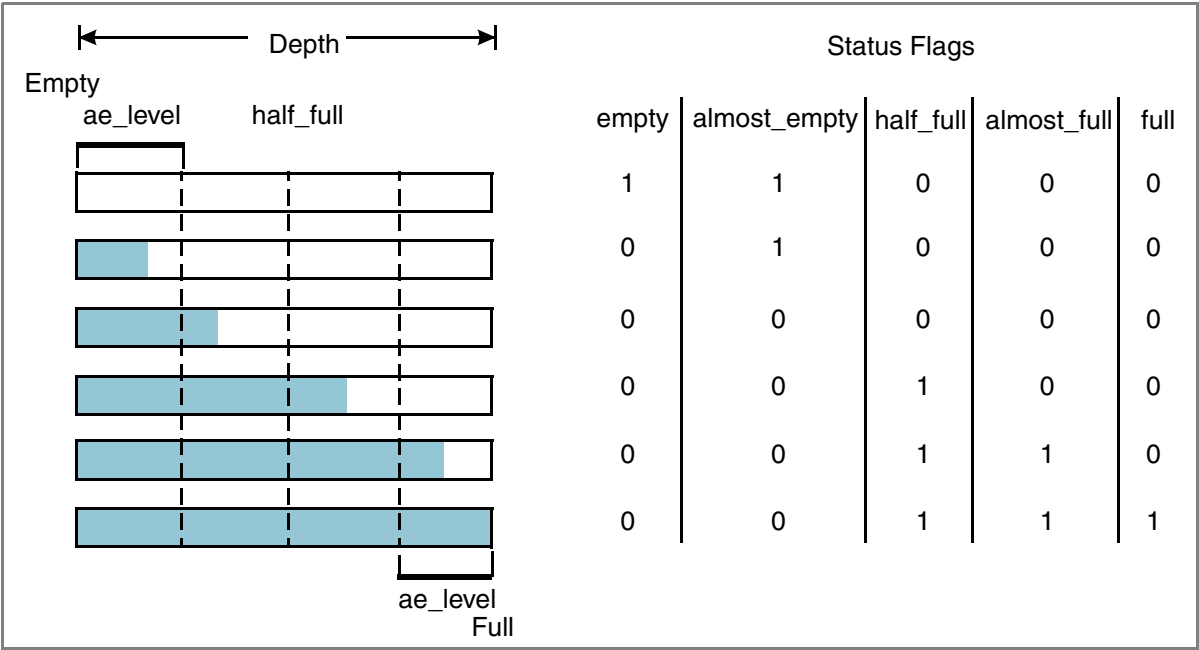 Depth
Status Flags
Empty
ae_level half_full
empty almost_empty half_full almost_full full
1 1 0 0 0
0 1 0 0 0
0 0 0 0 0
0 0 1 0 0
0 0 1 1 0
0 0 1 1 1
ae_level
Full